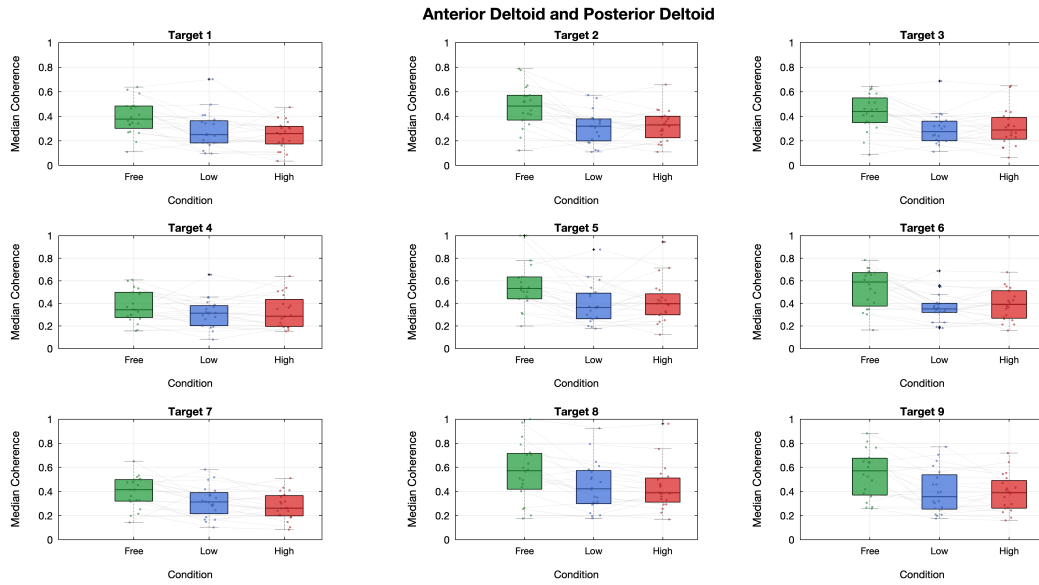 Anterior Deltoid and Posterior Deltoid
Target 1
Median Coherence
1
0.8
0.6
0.4
0.2
0
Free Low High
Condition
Target 2
Median Coherence
1
0.8
0.6
0.4
0.2
0
Free Low High
Condition
Target 3
Median Coherence
1
0.8
0.6
0.4
0.2
0
Free Low High
Condition
Target 4
Median Coherence
1
0.8
0.6
0.4
0.2
0
Free Low High
Condition
Target 5
Median Coherence
1
0.8
0.6
0.4
0.2
0
Free Low High
Condition
Target 6
Median Coherence
1
0.8
0.6
0.4
0.2
0
Free Low High
Condition
Target 7
Median Coherence
1
0.8
0.6
0.4
0.2
0
Free Low High
Condition
Target 8
Median Coherence
1
0.8
0.6
0.4
0.2
0
Free Low High
Condition
Target 9
Median Coherence
1
0.8
0.6
0.4
0.2
0
Free Low High
Condition